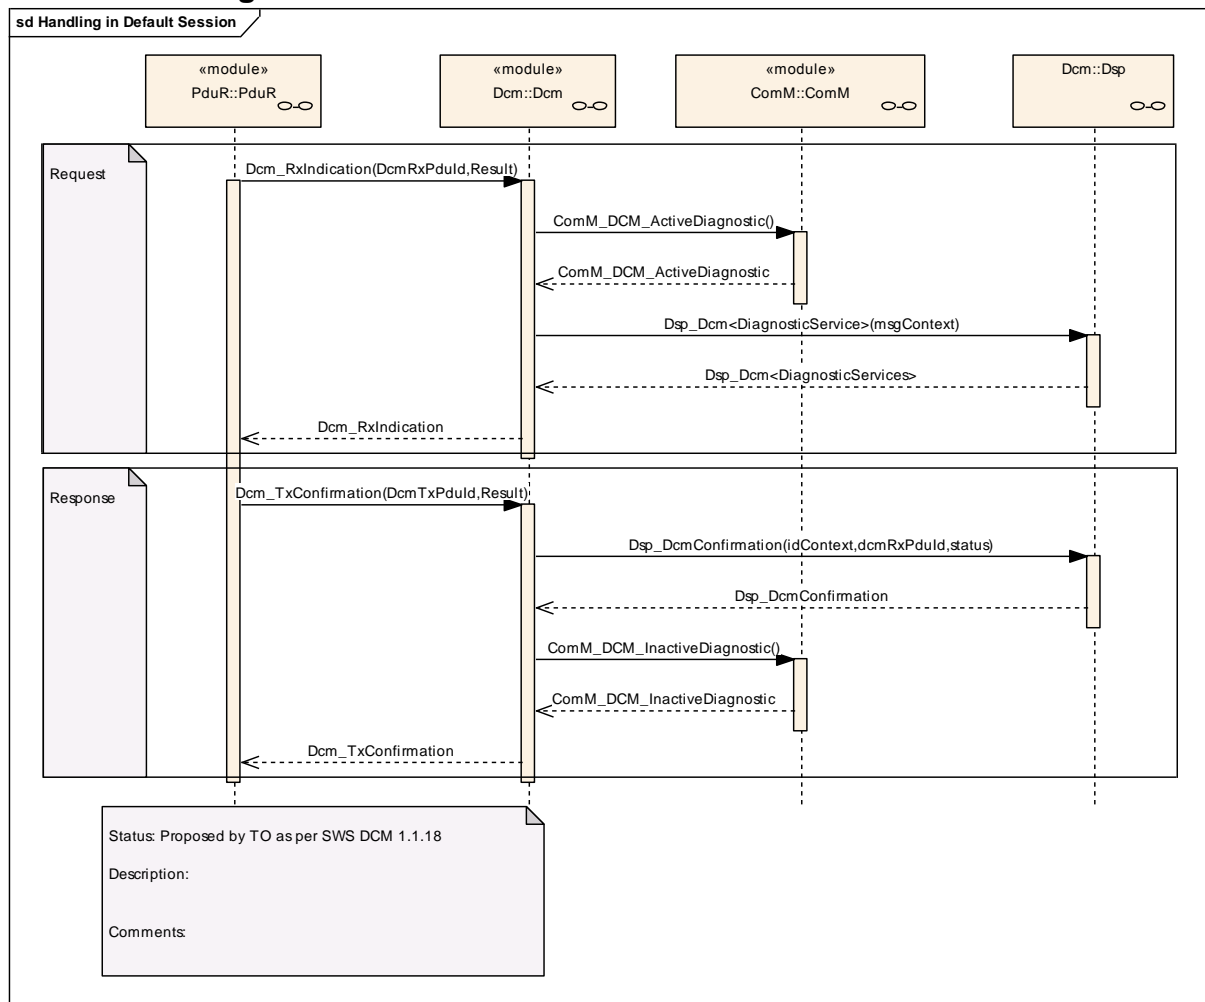 sd Handling in Default Session
«module»
PduR::PduR
«module»
Dcm::Dcm
«module»
ComM::ComM
Dcm::Dsp
Request
Dcm_RxIndication(DcmRxPduId,Result)
ComM_DCM_ActiveDiagnostic()
ComM_DCM_ActiveDiagnostic
Dsp_Dcm<DiagnosticService>(msgContext)
Dsp_Dcm<DiagnosticServices>
Dcm_RxIndication
Response
Dcm_TxConfirmation(DcmTxPduId,Result)
Dsp_DcmConfirmation(idContext,dcmRxPduId,status)
Dsp_DcmConfirmation
ComM_DCM_InactiveDiagnostic()
ComM_DCM_InactiveDiagnostic
Dcm_TxConfirmation
Status: Proposed by TO as per SWS DCM 1.1.18
Description:
Comments: